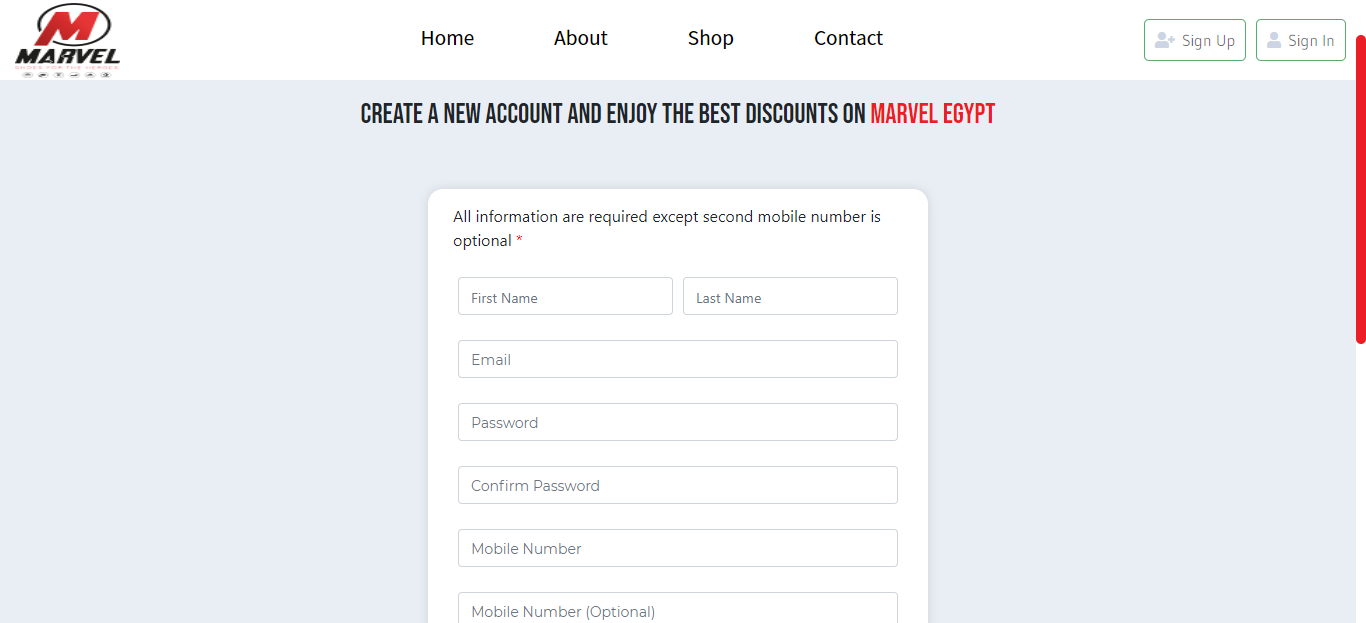 MARVEL
Home
About
Shop
Contact
Sign Up
Sign In
CREATE A NEW ACCOUNT AND ENJOY THE BEST DISCOUNTS ON MARVEL EGYPT
All information are required except second mobile number is
optional *
First Name
Last Name
Email
Password
Confirm Password
Mobile Number
Mobile Number (Optional)